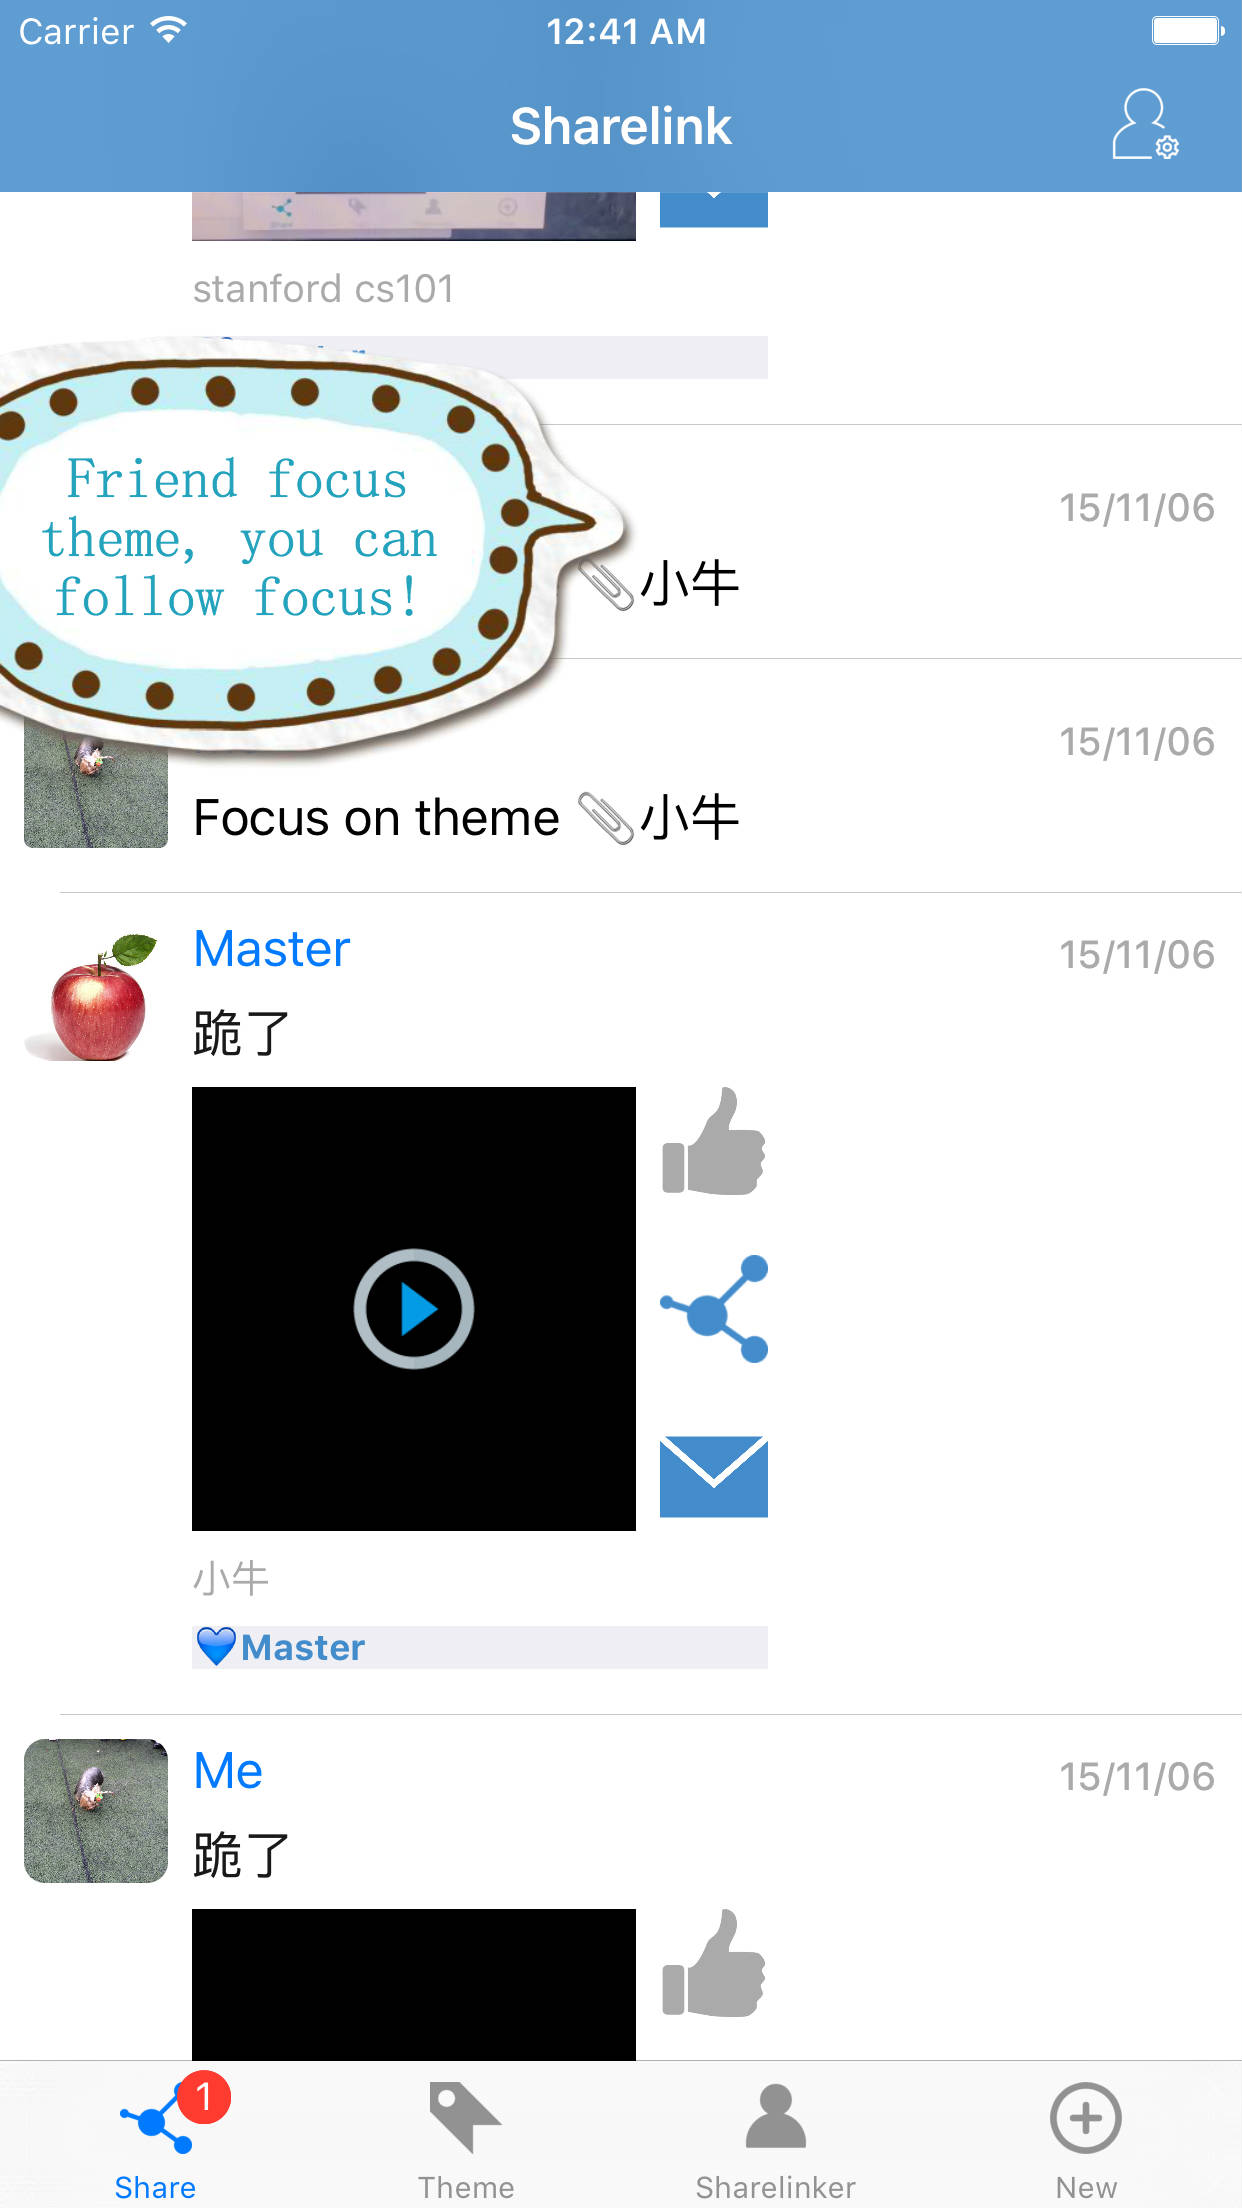 Carrier 12:41 AM
Sharelink
stanford cs101
Friend focus
theme, you can
follow focus!
15/11/06
📎小牛
15/11/06
Focus on theme 📎小牛
Master 15/11/06
跪了
小牛
💙Master
Me 15/11/06
跪了
1
Share Theme Sharelinker New